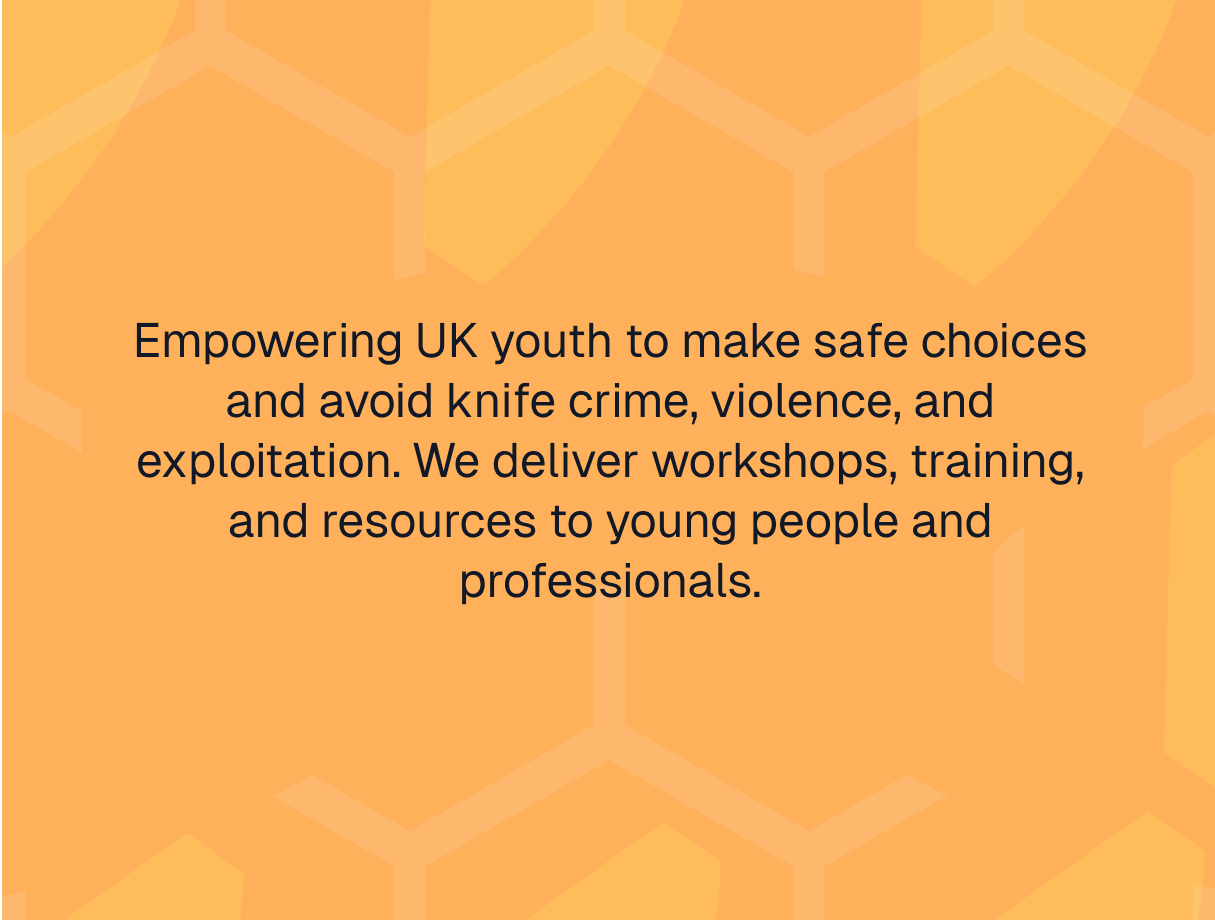 Empowering UK youth to make safe choices
and avoid knife crime, violence, and
exploitation. We deliver workshops, training,
and resources to young people and
professionals.